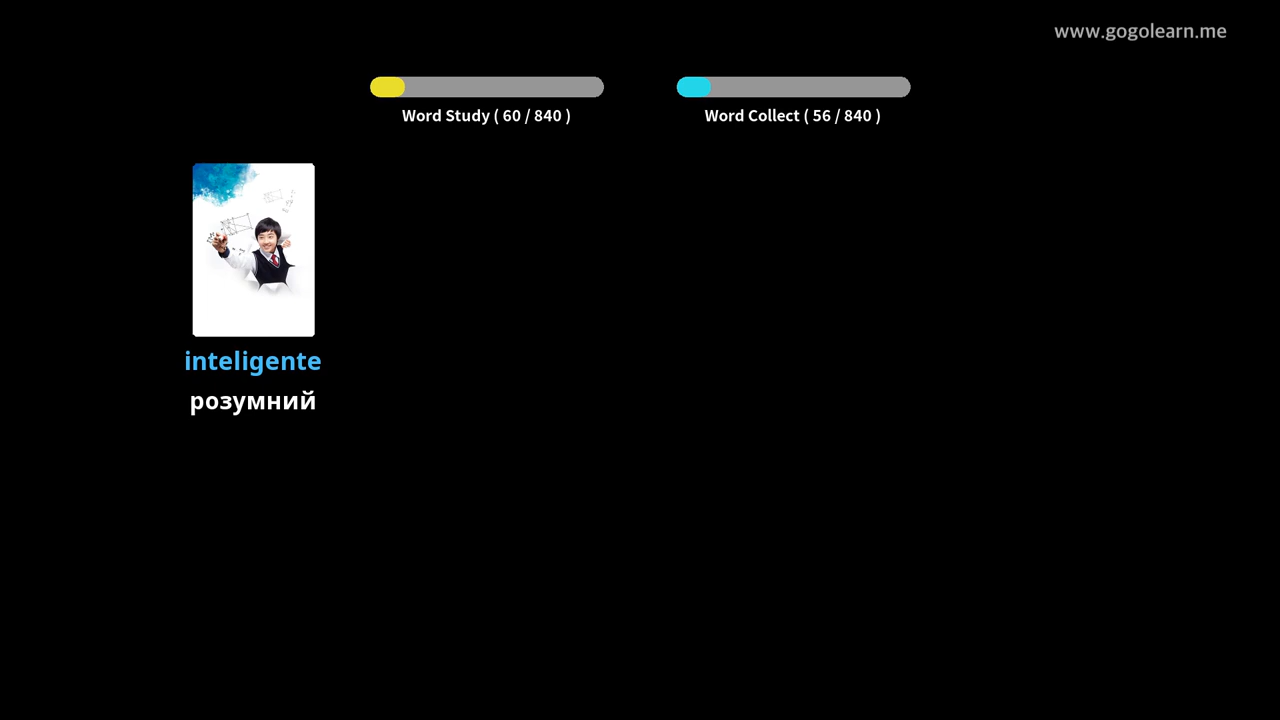 www.gogolearn.me
Word Study ( 60 / 840 )
Word Collect ( 56 / 840 )
inteligente
розумний